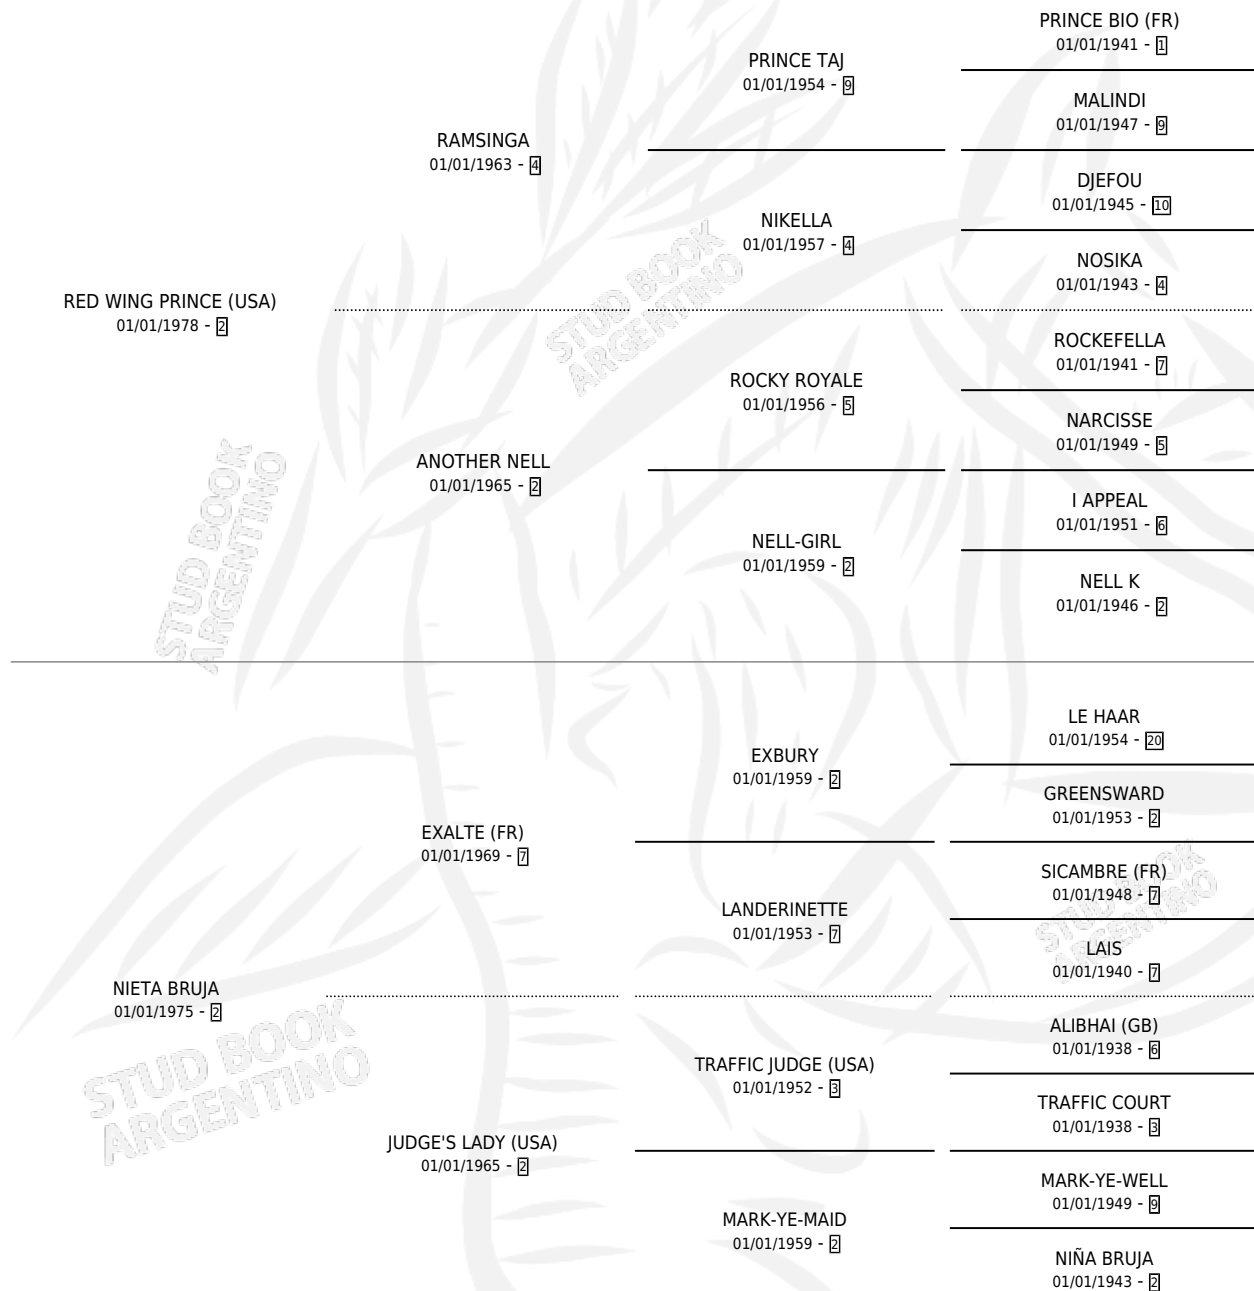 PRINCE BIO (FR)
01/01/1941 - 1
PRINCE TAJ
01/01/1954 - 9
MALINDI
01/01/1947 - 9
RAMSINGA
01/01/1963 - 4
DJEFOU
01/01/1945 - 10
NIKELLA
01/01/1957 - 4
NOSIKA
01/01/1943 - 4
RED WING PRINCE (USA)
01/01/1978 - 2
ROCKEFELLA
01/01/1941 - 7
ROCKY ROYALE
01/01/1956 - 5
NARCISSE
01/01/1949 - 5
ANOTHER NELL
01/01/1965 - 2
I APPEAL
01/01/1951 - 6
NELL-GIRL
01/01/1959 - 2
NELL K
01/01/1946 - 2
STUD BOOK
ARGENTINO
STUD BOOK
ARGENTINO
LE HAAR
01/01/1954 - 20
EXBURY
01/01/1959 - 2
GREENSWARD
01/01/1953 - 2
EXALTE (FR)
01/01/1969 - 7
SICAMBRE (FR)
01/01/1948 - 7
LANDERINETTE
01/01/1953 - 7
LAIS
01/01/1940 - 7
STUD BOOK
ARGENTINO
NIETA BRUJA
01/01/1975 - 2
ALIBHAI (GB)
01/01/1938 - 6
TRAFFIC JUDGE (USA)
01/01/1952 - 3
TRAFFIC COURT
01/01/1938 - 3
STUD BOOK
ARGENTINO
JUDGE'S LADY (USA)
01/01/1965 - 2
MARK-YE-WELL
01/01/1949 - 9
MARK-YE-MAID
01/01/1959 - 2
NIÑA BRUJA
01/01/1943 - 2